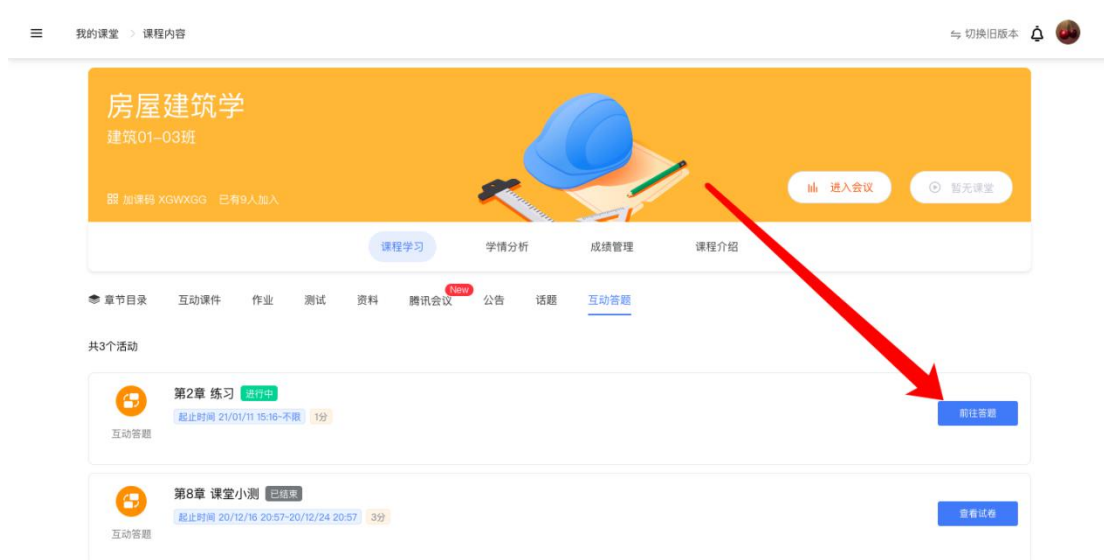 我的课堂 > 课程内容 切换旧版本
房屋建筑学
建筑01-03班
加课码 XGWXGG 已有9人加入 进入会议 暂无课堂
课程学习 学情分析 成绩管理 课程介绍
章节目录 互动课件 作业 测试 资料 腾讯会议 New 公告 话题 互动答题
共3个活动
第2章 练习 进行中
起止时间 21/01/11 15:16~不限 1分 前往答题
互动答题
第8章 课堂小测 已结束
起止时间 20/12/16 20:57~20/12/24 20:57 3分 查看试卷
互动答题